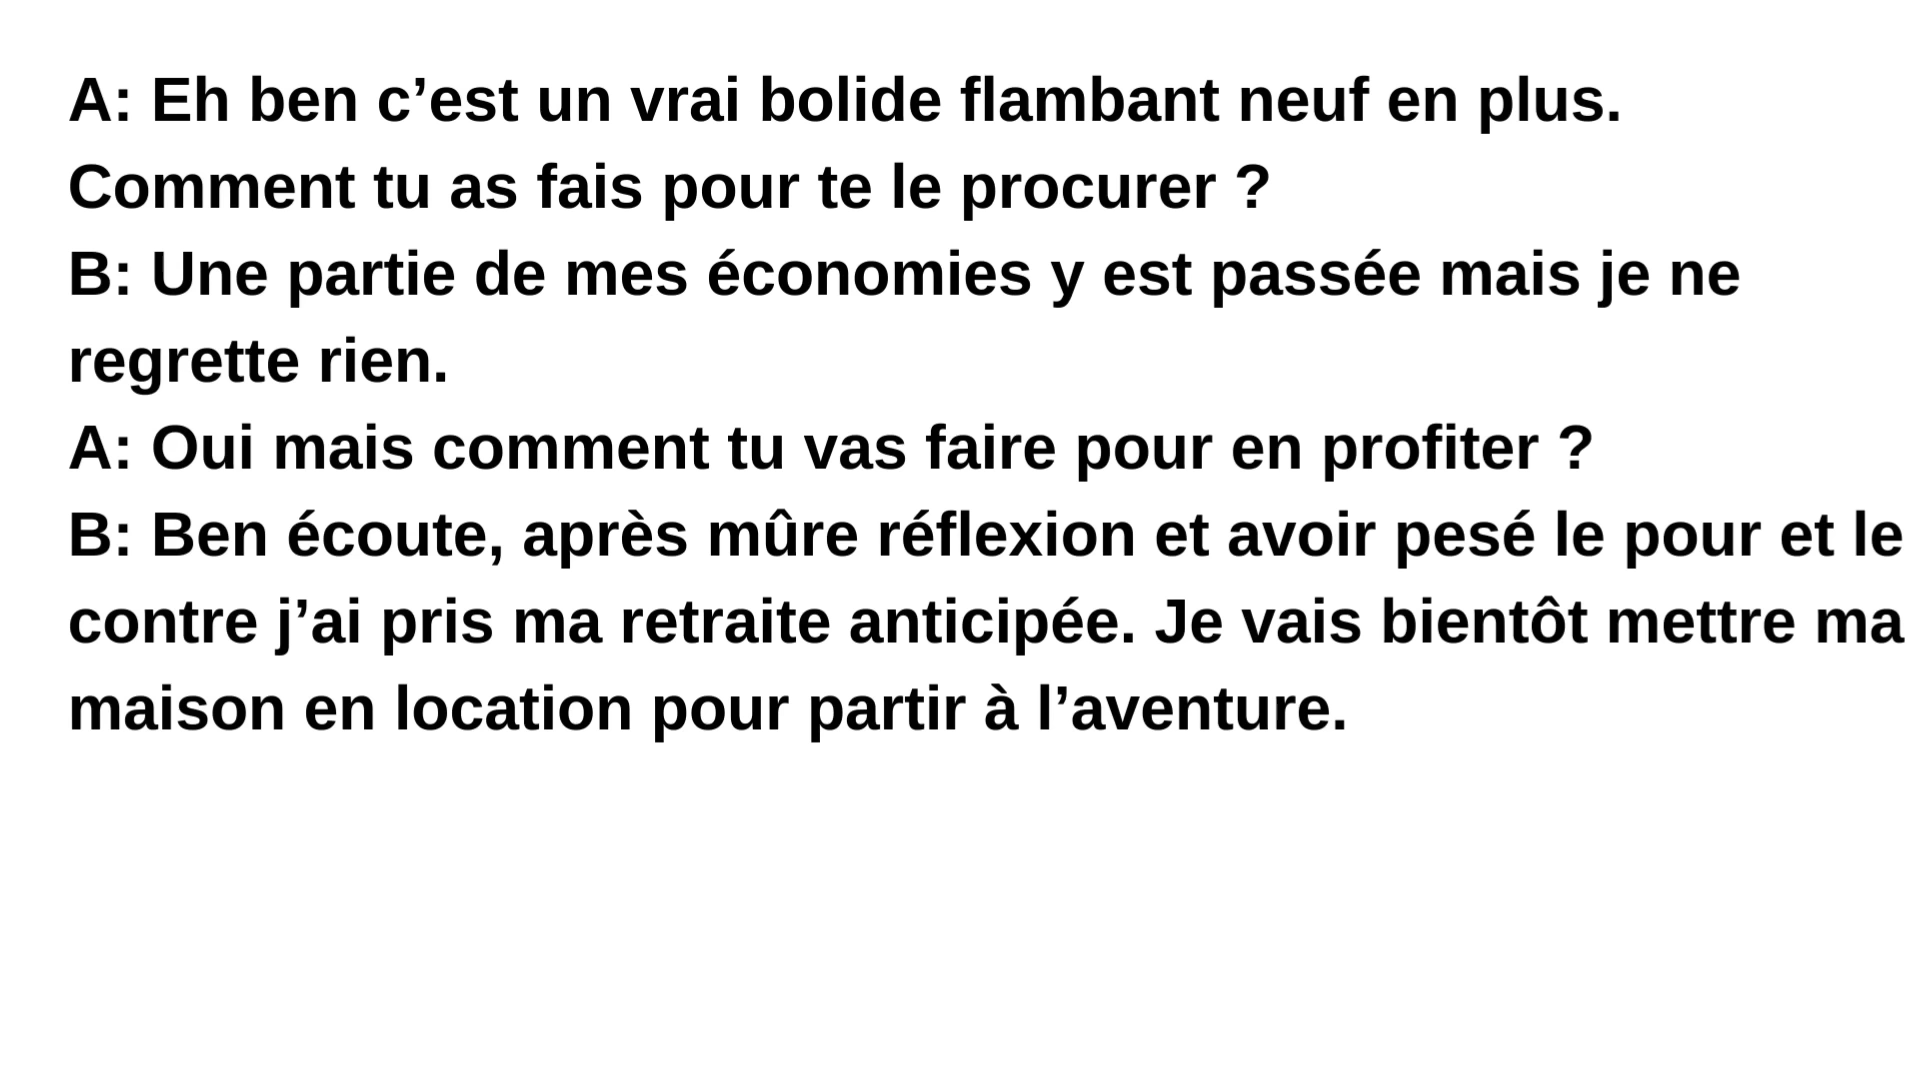 A: Eh ben c’est un vrai bolide flambant neuf en plus.
Comment tu as fais pour te le procurer ?
B: Une partie de mes économies y est passée mais je ne
regrette rien.
A: Oui mais comment tu vas faire pour en profiter ?
B: Ben écoute, après mûre réflexion et avoir pesé le pour et le
contre j’ai pris ma retraite anticipée. Je vais bientôt mettre ma
maison en location pour partir à l’aventure.